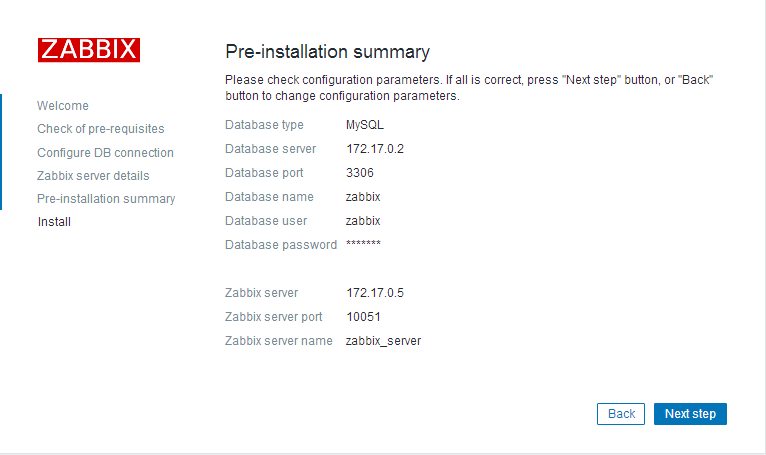 ZABBIX
Welcome
Check of pre-requisites
Configure DB connection
Zabbix server details
Pre-installation summary
Install
Pre-installation summary
Please check configuration parameters. If all is correct, press "Next step" button, or "Back"
button to change configuration parameters.
Database type MySQL
Database server 172.17.0.2
Database port 3306
Database name zabbix
Database user zabbix
Database password *******
Zabbix server 172.17.0.5
Zabbix server port 10051
Zabbix server name zabbix_server
Back Next step